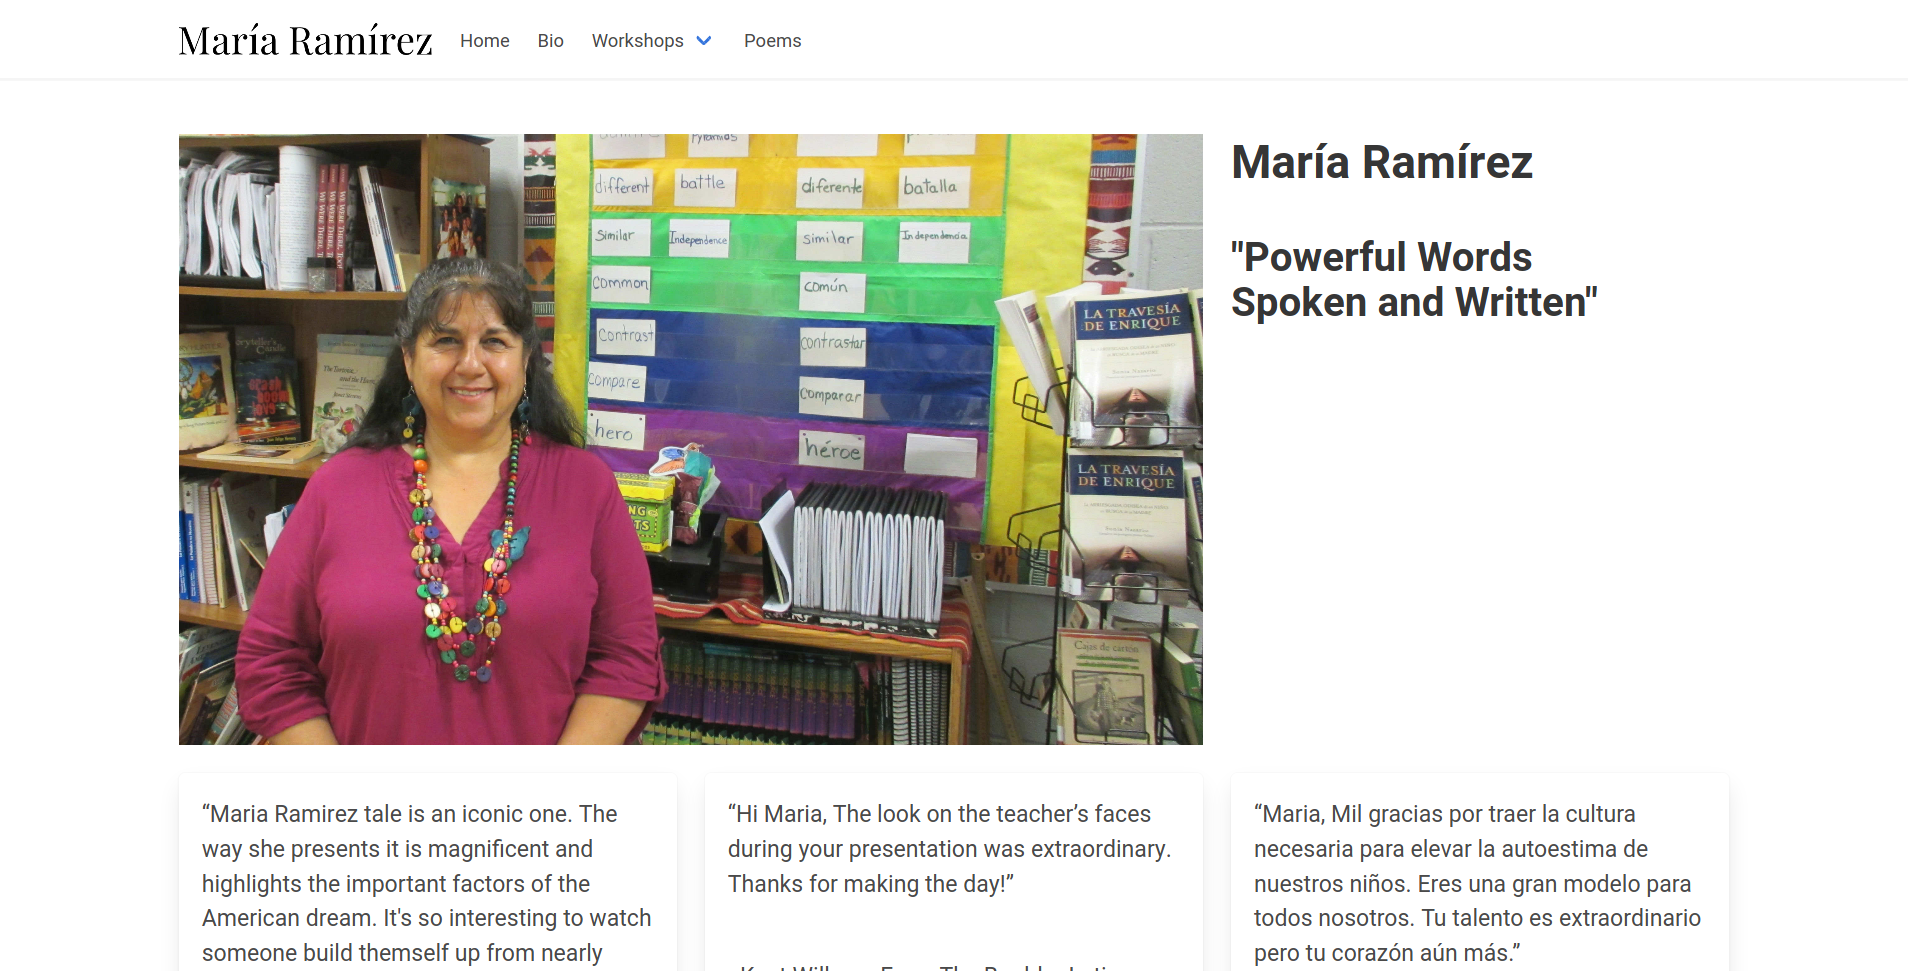 María Ramírez
Home
Bio
Workshops
Poems
pyramids
different
battle
diferente
batalla
Similar
Independence
similar
Independencia
common
común
Contrast
contrastar
compare
comparar
hero
héroe
LA TRAVESÍA
DE ENRIQUE
LA TRAVESÍA
DE ENRIQUE
Cajas de cartón
María Ramírez
"Powerful Words
Spoken and Written"
“Maria Ramirez tale is an iconic one. The
way she presents it is magnificent and
highlights the important factors of the
American dream. It's so interesting to watch
someone build themself up from nearly
“Hi Maria, The look on the teacher’s faces
during your presentation was extraordinary.
Thanks for making the day!”
“Maria, Mil gracias por traer la cultura
necesaria para elevar la autoestima de
nuestros niños. Eres una gran modelo para
todos nosotros. Tu talento es extraordinario
pero tu corazón aún más.”